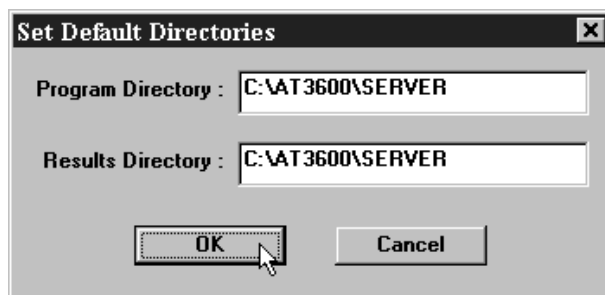 Set Default Directories
Program Directory : C:\AT3600\SERVER
Results Directory : C:\AT3600\SERVER
OK Cancel